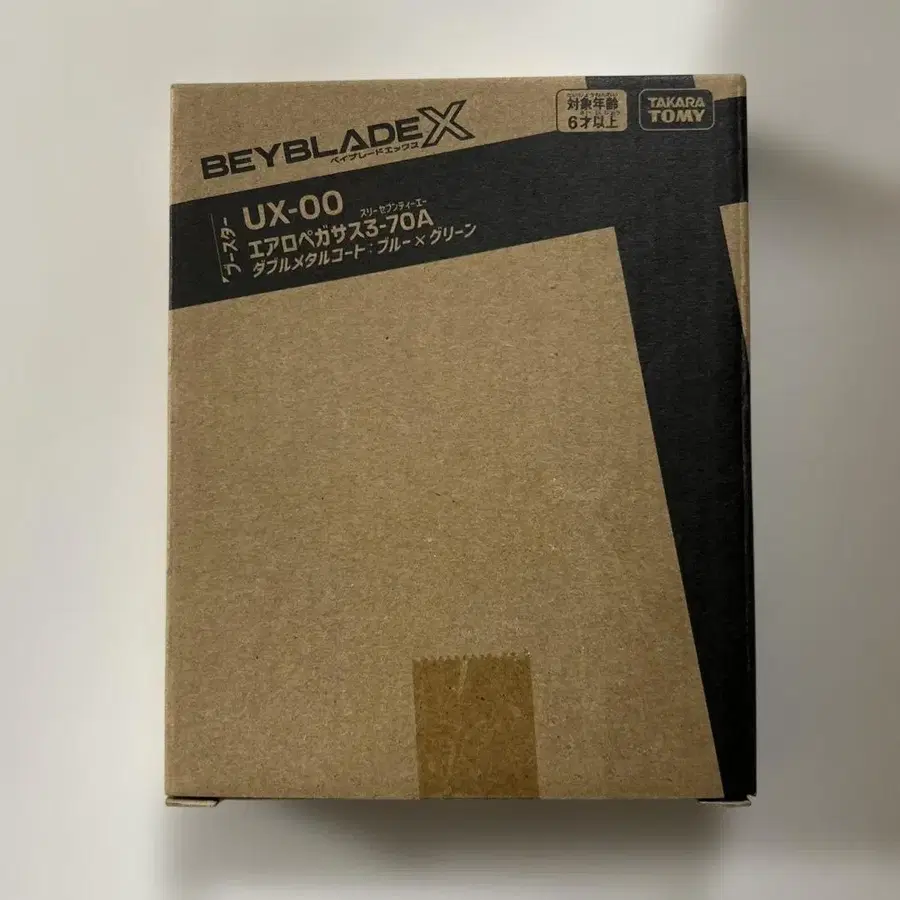 BEYBLADE X
ベイブレードエックス
対象年齢
6才以上
TAKARA
TOMY
ブースター
UX-00
スリーセブンティーエー
エアロペガサス3-70A
ダブルメタルコート:ブルー×グリーン